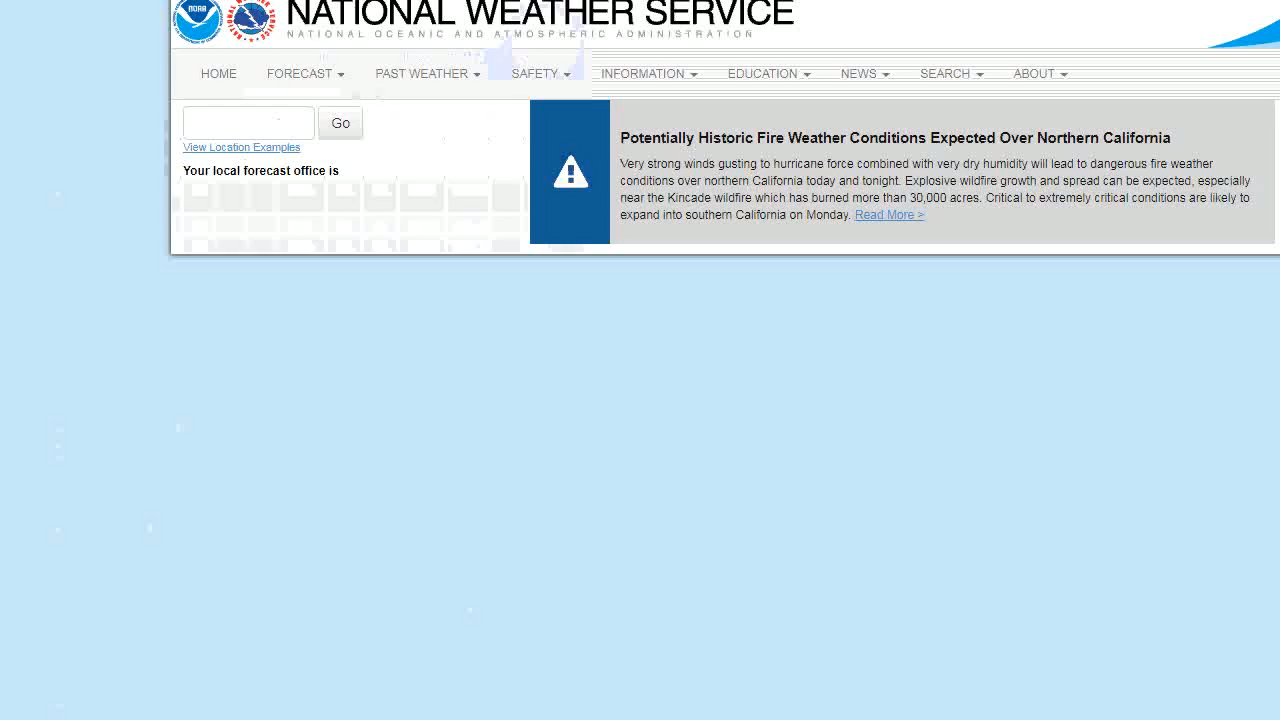 NOAA
NATIONAL WEATHER SERVICE
NATIONAL OCEANIC AND ATMOSPHERIC ADMINISTRATION
HOME FORECAST PAST WEATHER SAFETY INFORMATION EDUCATION NEWS SEARCH ABOUT
Go
View Location Examples
Your local forecast office is
Potentially Historic Fire Weather Conditions Expected Over Northern California
Very strong winds gusting to hurricane force combined with very dry humidity will lead to dangerous fire weather
conditions over northern California today and tonight. Explosive wildfire growth and spread can be expected, especially
near the Kincade wildfire which has burned more than 30,000 acres. Critical to extremely critical conditions are likely to
expand into southern California on Monday. Read More >